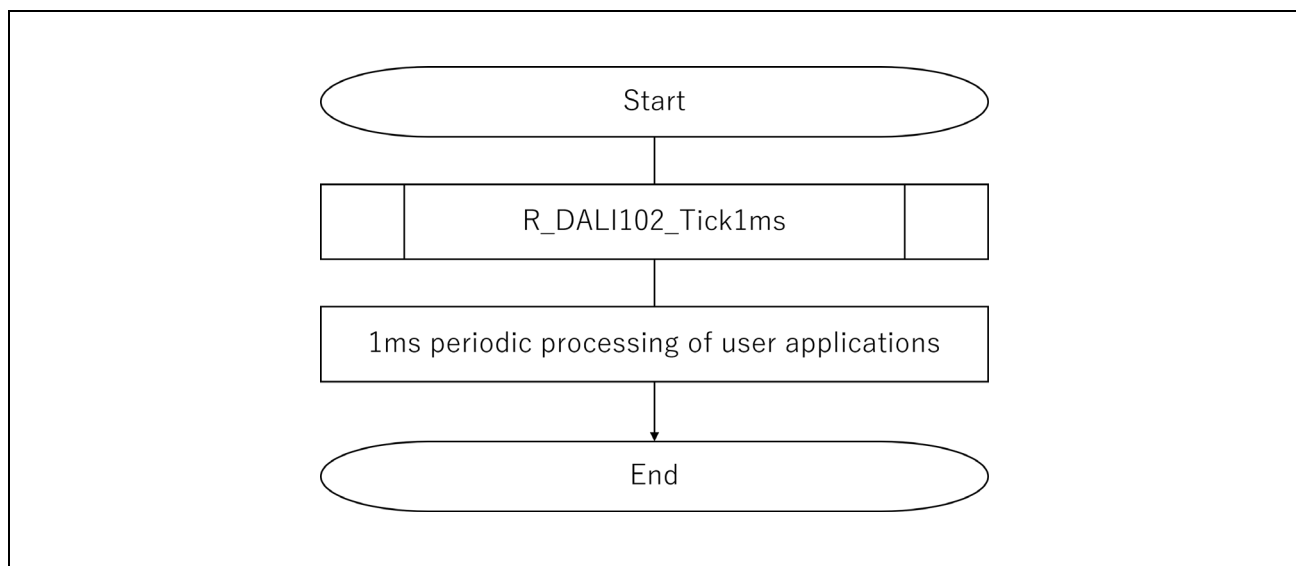 Start
R_DALI102_Tick1ms
1ms periodic processing of user applications
End